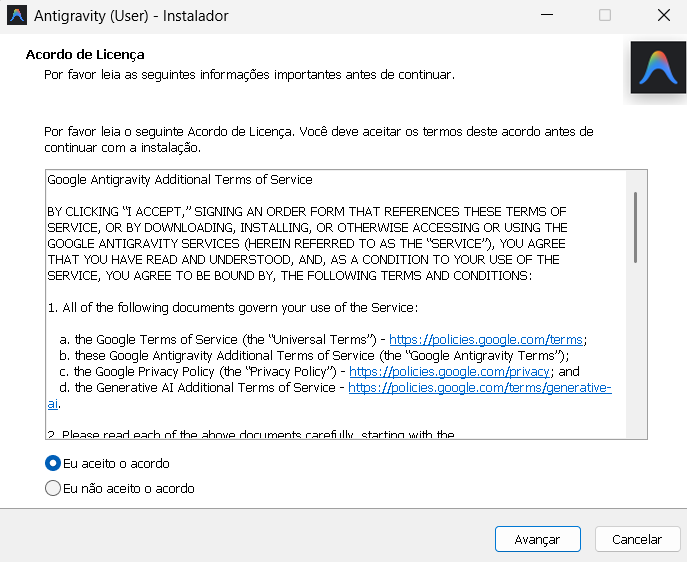 Antigravity (User) - Instalador
Acordo de Licença
Por favor leia as seguintes informações importantes antes de continuar.
Por favor leia o seguinte Acordo de Licença. Você deve aceitar os termos deste acordo antes de
continuar com a instalação.
Google Antigravity Additional Terms of Service
BY CLICKING “I ACCEPT,” SIGNING AN ORDER FORM THAT REFERENCES THESE TERMS OF
SERVICE, OR BY DOWNLOADING, INSTALLING, OR OTHERWISE ACCESSING OR USING THE
GOOGLE ANTIGRAVITY SERVICES (HEREIN REFERRED TO AS THE “SERVICE”), YOU AGREE
THAT YOU HAVE READ AND UNDERSTOOD, AND, AS A CONDITION TO YOUR USE OF THE
SERVICE, YOU AGREE TO BE BOUND BY, THE FOLLOWING TERMS AND CONDITIONS:
1. All of the following documents govern your use of the Service:
a. the Google Terms of Service (the “Universal Terms”) - https://policies.google.com/terms;
b. these Google Antigravity Additional Terms of Service (the “Google Antigravity Terms”);
c. the Google Privacy Policy (the “Privacy Policy”) - https://policies.google.com/privacy; and
d. the Generative AI Additional Terms of Service - https://policies.google.com/terms/generative-
ai.
2. Please read each of the above documents carefully, starting with the
Eu aceito o acordo
Eu não aceito o acordo
Avançar
Cancelar